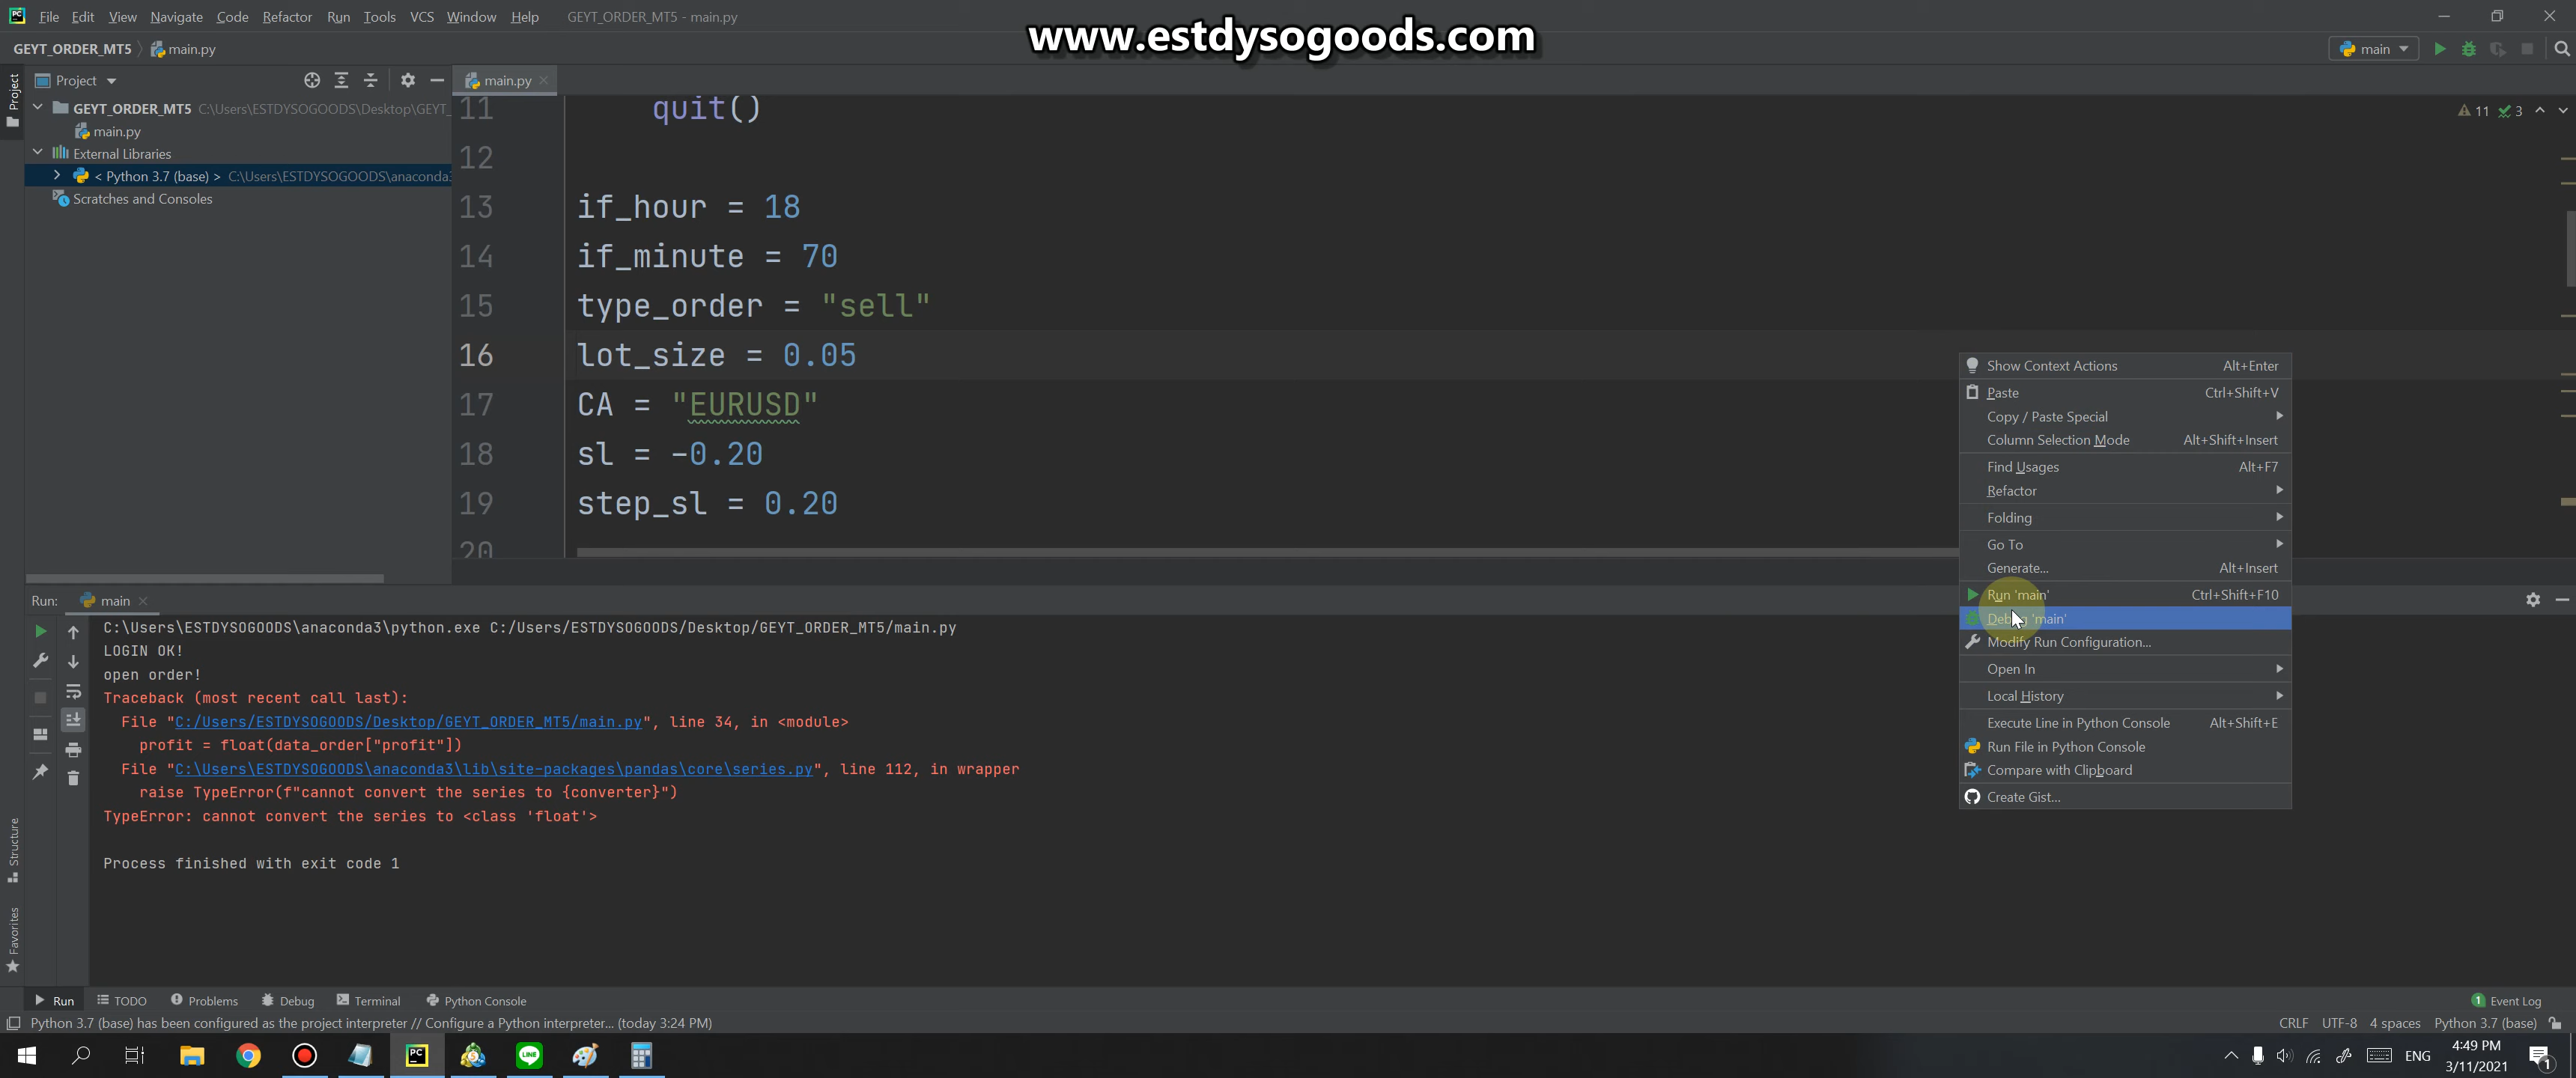 File Edit View Navigate Code Refactor Run Tools VCS Window Help GEYT_ORDER_MT5 - main.py
www.estdysogoods.com
GEYT_ORDER_MT5 main.py
main
Project
Project
main.py
GEYT_ORDER_MT5 C:\Users\ESTDYSOGOODS\Desktop\GEYT_
main.py
External Libraries
< Python 3.7 (base) > C:\Users\ESTDYSOGOODS\anaconda3
Scratches and Consoles
11 quit()
11 3
12
13 if_hour = 18
14 if_minute = 70
15 type_order = "sell"
16 lot_size = 0.05
17 CA = "EURUSD"
18 sl = -0.20
19 step_sl = 0.20
20
Show Context Actions Alt+Enter
Paste Ctrl+Shift+V
Copy / Paste Special
Column Selection Mode Alt+Shift+Insert
Find Usages Alt+F7
Refactor
Folding
Go To
Generate... Alt+Insert
Run 'main' Ctrl+Shift+F10
Debug 'main'
Modify Run Configuration...
Open In
Local History
Execute Line in Python Console Alt+Shift+E
Run File in Python Console
Compare with Clipboard
Create Gist...
Run: main
C:\Users\ESTDYSOGOODS\anaconda3\python.exe C:/Users/ESTDYSOGOODS/Desktop/GEYT_ORDER_MT5/main.py
LOGIN OK!
open order!
Traceback (most recent call last):
File "C:/Users/ESTDYSOGOODS/Desktop/GEYT_ORDER_MT5/main.py", line 34, in <module>
profit = float(data_order["profit"])
File "C:\Users\ESTDYSOGOODS\anaconda3\lib\site-packages\pandas\core\series.py", line 112, in wrapper
raise TypeError(f"cannot convert the series to {converter}")
TypeError: cannot convert the series to <class 'float'>
Process finished with exit code 1
Structure
Favorites
Run TODO Problems Debug Terminal Python Console
1 Event Log
Python 3.7 (base) has been configured as the project interpreter // Configure a Python interpreter... (today 3:24 PM)
CRLF UTF-8 4 spaces Python 3.7 (base)
PC
LINE
ENG
4:49 PM
3/11/2021
1